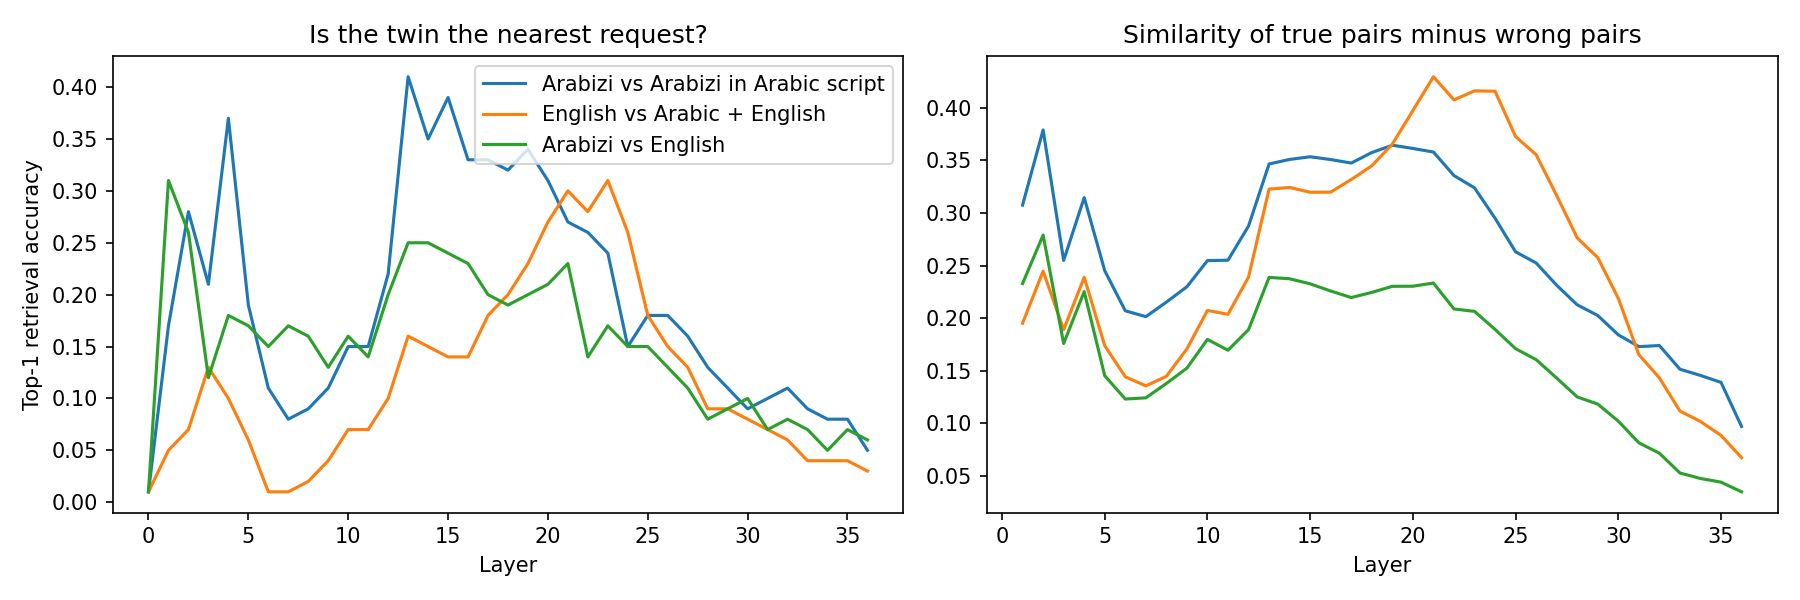 Is the twin the nearest request?
Top-1 retrieval accuracy
0.40
0.35
0.30
0.25
0.20
0.15
0.10
0.05
0.00
Arabizi vs Arabizi in Arabic script
English vs Arabic + English
Arabizi vs English
0 5 10 15 20 25 30 35
Layer
Similarity of true pairs minus wrong pairs
0.40
0.35
0.30
0.25
0.20
0.15
0.10
0.05
0 5 10 15 20 25 30 35
Layer